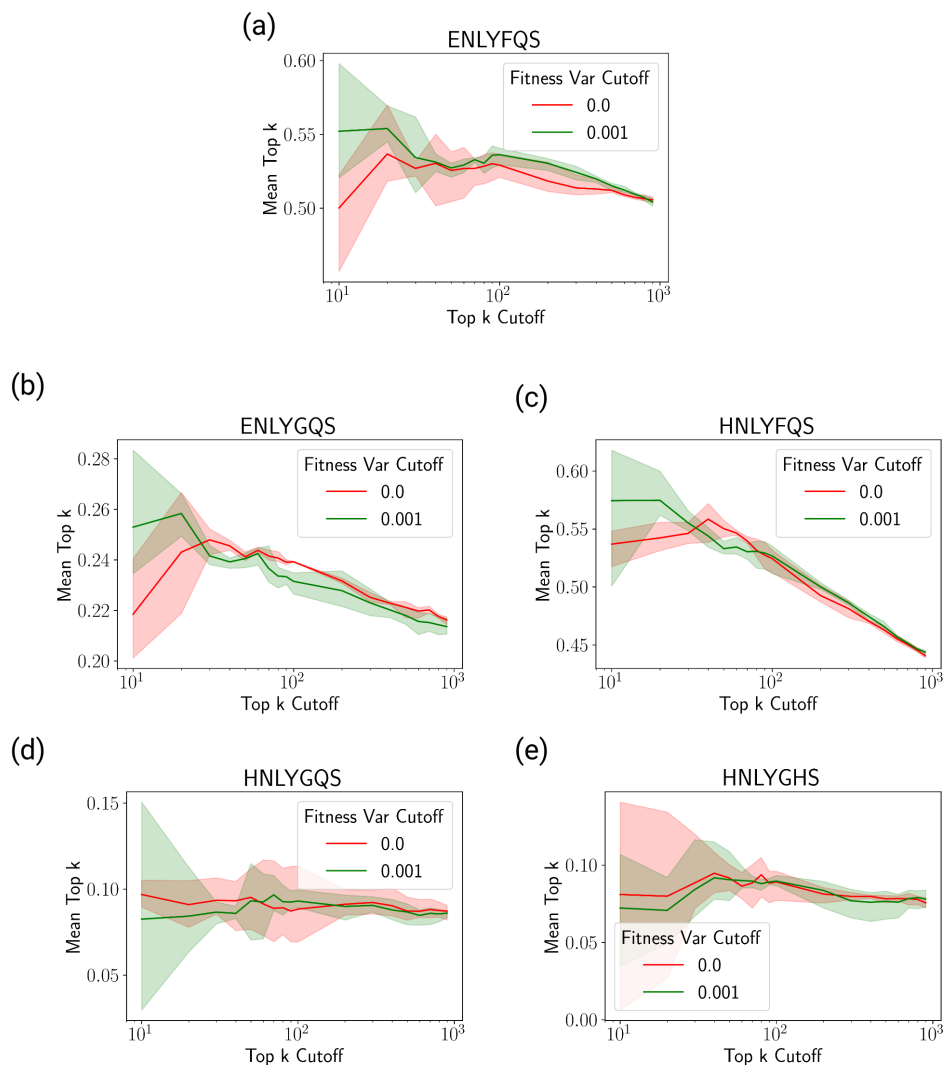 (a)
ENLYFQS
0.60
0.55
0.50
Mean Top k
Fitness Var Cutoff
0.0
0.001
10^1
10^2
10^3
Top k Cutoff
(b)
ENLYGQS
0.28
0.26
0.24
0.22
0.20
Mean Top k
Fitness Var Cutoff
0.0
0.001
10^1
10^2
10^3
Top k Cutoff
(c)
HNLYFQS
0.60
0.55
0.50
0.45
Mean Top k
Fitness Var Cutoff
0.0
0.001
10^1
10^2
10^3
Top k Cutoff
(d)
HNLYGQS
0.15
0.10
0.05
Mean Top k
Fitness Var Cutoff
0.0
0.001
10^1
10^2
10^3
Top k Cutoff
(e)
HNLYGHS
0.10
0.05
0.00
Mean Top k
Fitness Var Cutoff
0.0
0.001
10^1
10^2
10^3
Top k Cutoff